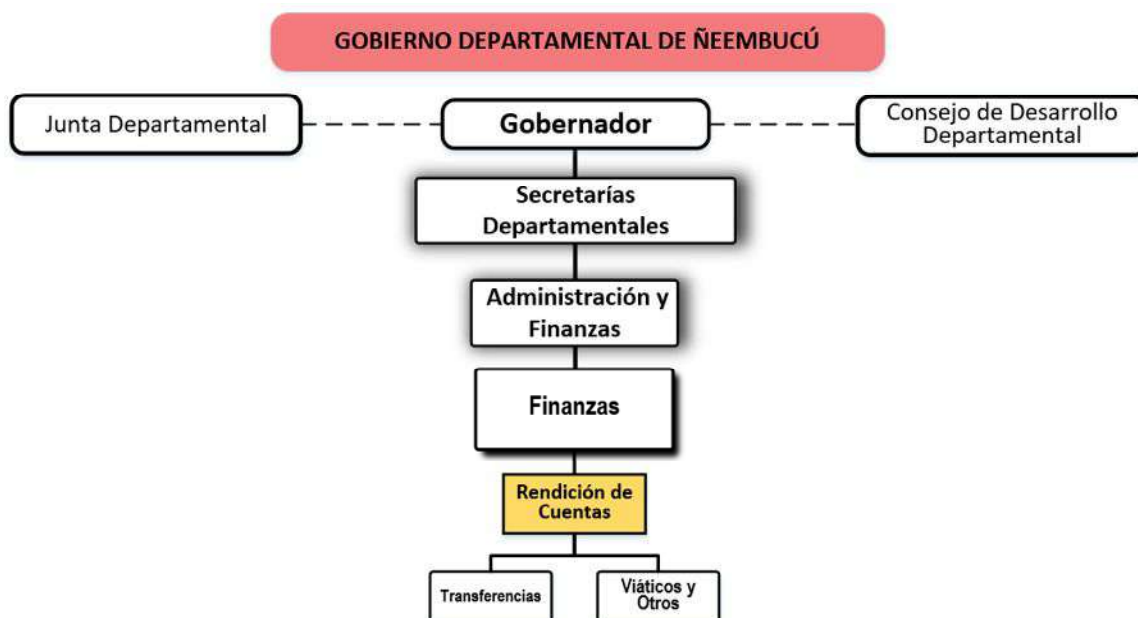 GOBIERNO DEPARTAMENTAL DE ÑEEMBUCÚ
Junta Departamental
Gobernador
Consejo de Desarrollo
Departamental
Secretarías
Departamentales
Administración y
Finanzas
Finanzas
Rendición de
Cuentas
Transferencias
Viáticos y
Otros